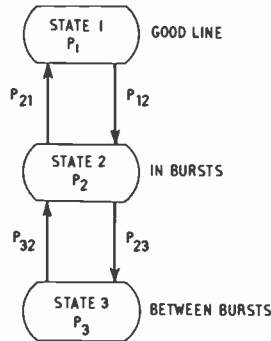 STATE 1
P1
GOOD LINE
P21
P12
STATE 2
P2
IN BURSTS
P32
P23
STATE 3
P3
BETWEEN BURSTS